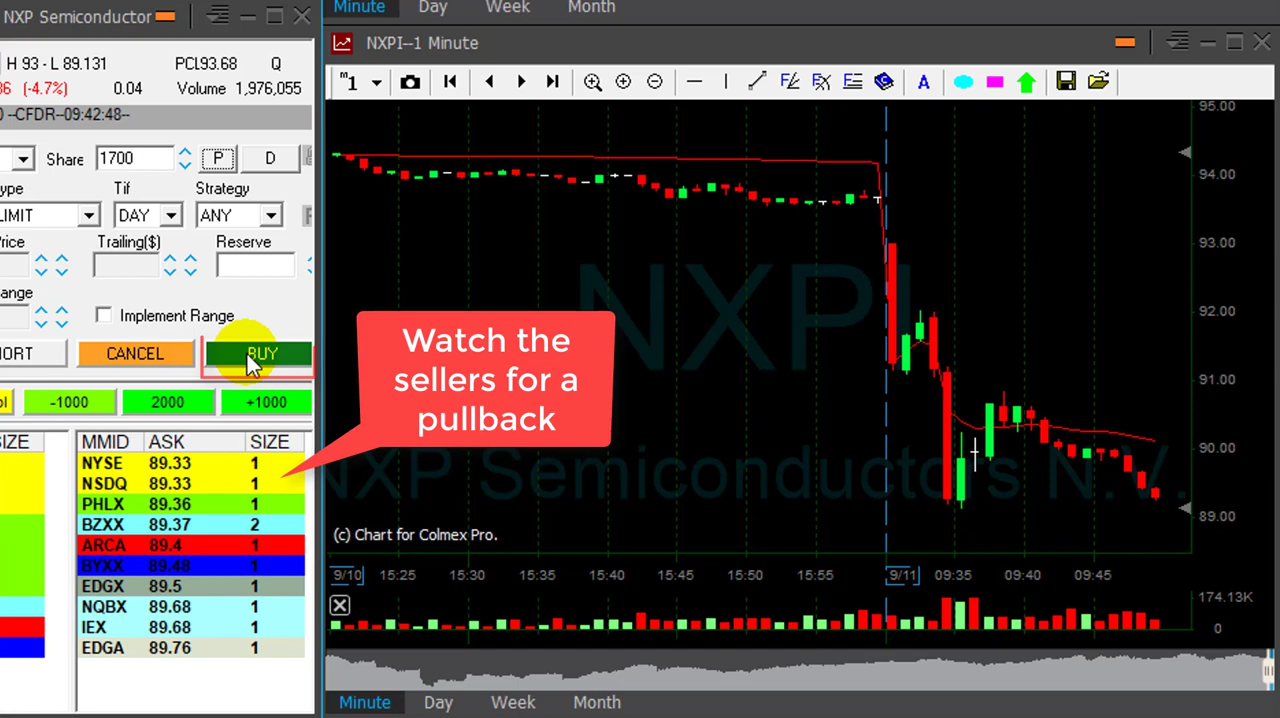 NXP Semiconductor
H 93 - L 89.131 PCL93.68 Q
(-4.7%) 0.04 Volume 1,976,055
CFDR--09:42:48--
Share 1700 P D
Tif Strategy
LIMIT DAY ANY
Trailing($) Reserve
Implement Range
CANCEL BUY
-1000 2000 +1000
SIZE MMID ASK SIZE
NYSE 89.33 1
NSDQ 89.33 1
PHLX 89.36 1
BZXX 89.37 2
ARCA 89.4 1
BYXX 89.48 1
EDGX 89.5 1
NQBX 89.68 1
IEX 89.68 1
EDGA 89.76 1
Watch the
sellers for a
pullback
Minute Day Week Month
NXPI--1 Minute
m1 A
95.00
94.00
93.00
92.00
91.00
90.00
89.00
NXPI
NXP Semiconductors N.V.
(c) Chart for Colmex Pro.
9/10 15:25 15:30 15:35 15:40 15:45 15:50 15:55 9/11 09:35 09:40 09:45
174.13K
0
Minute Day Week Month